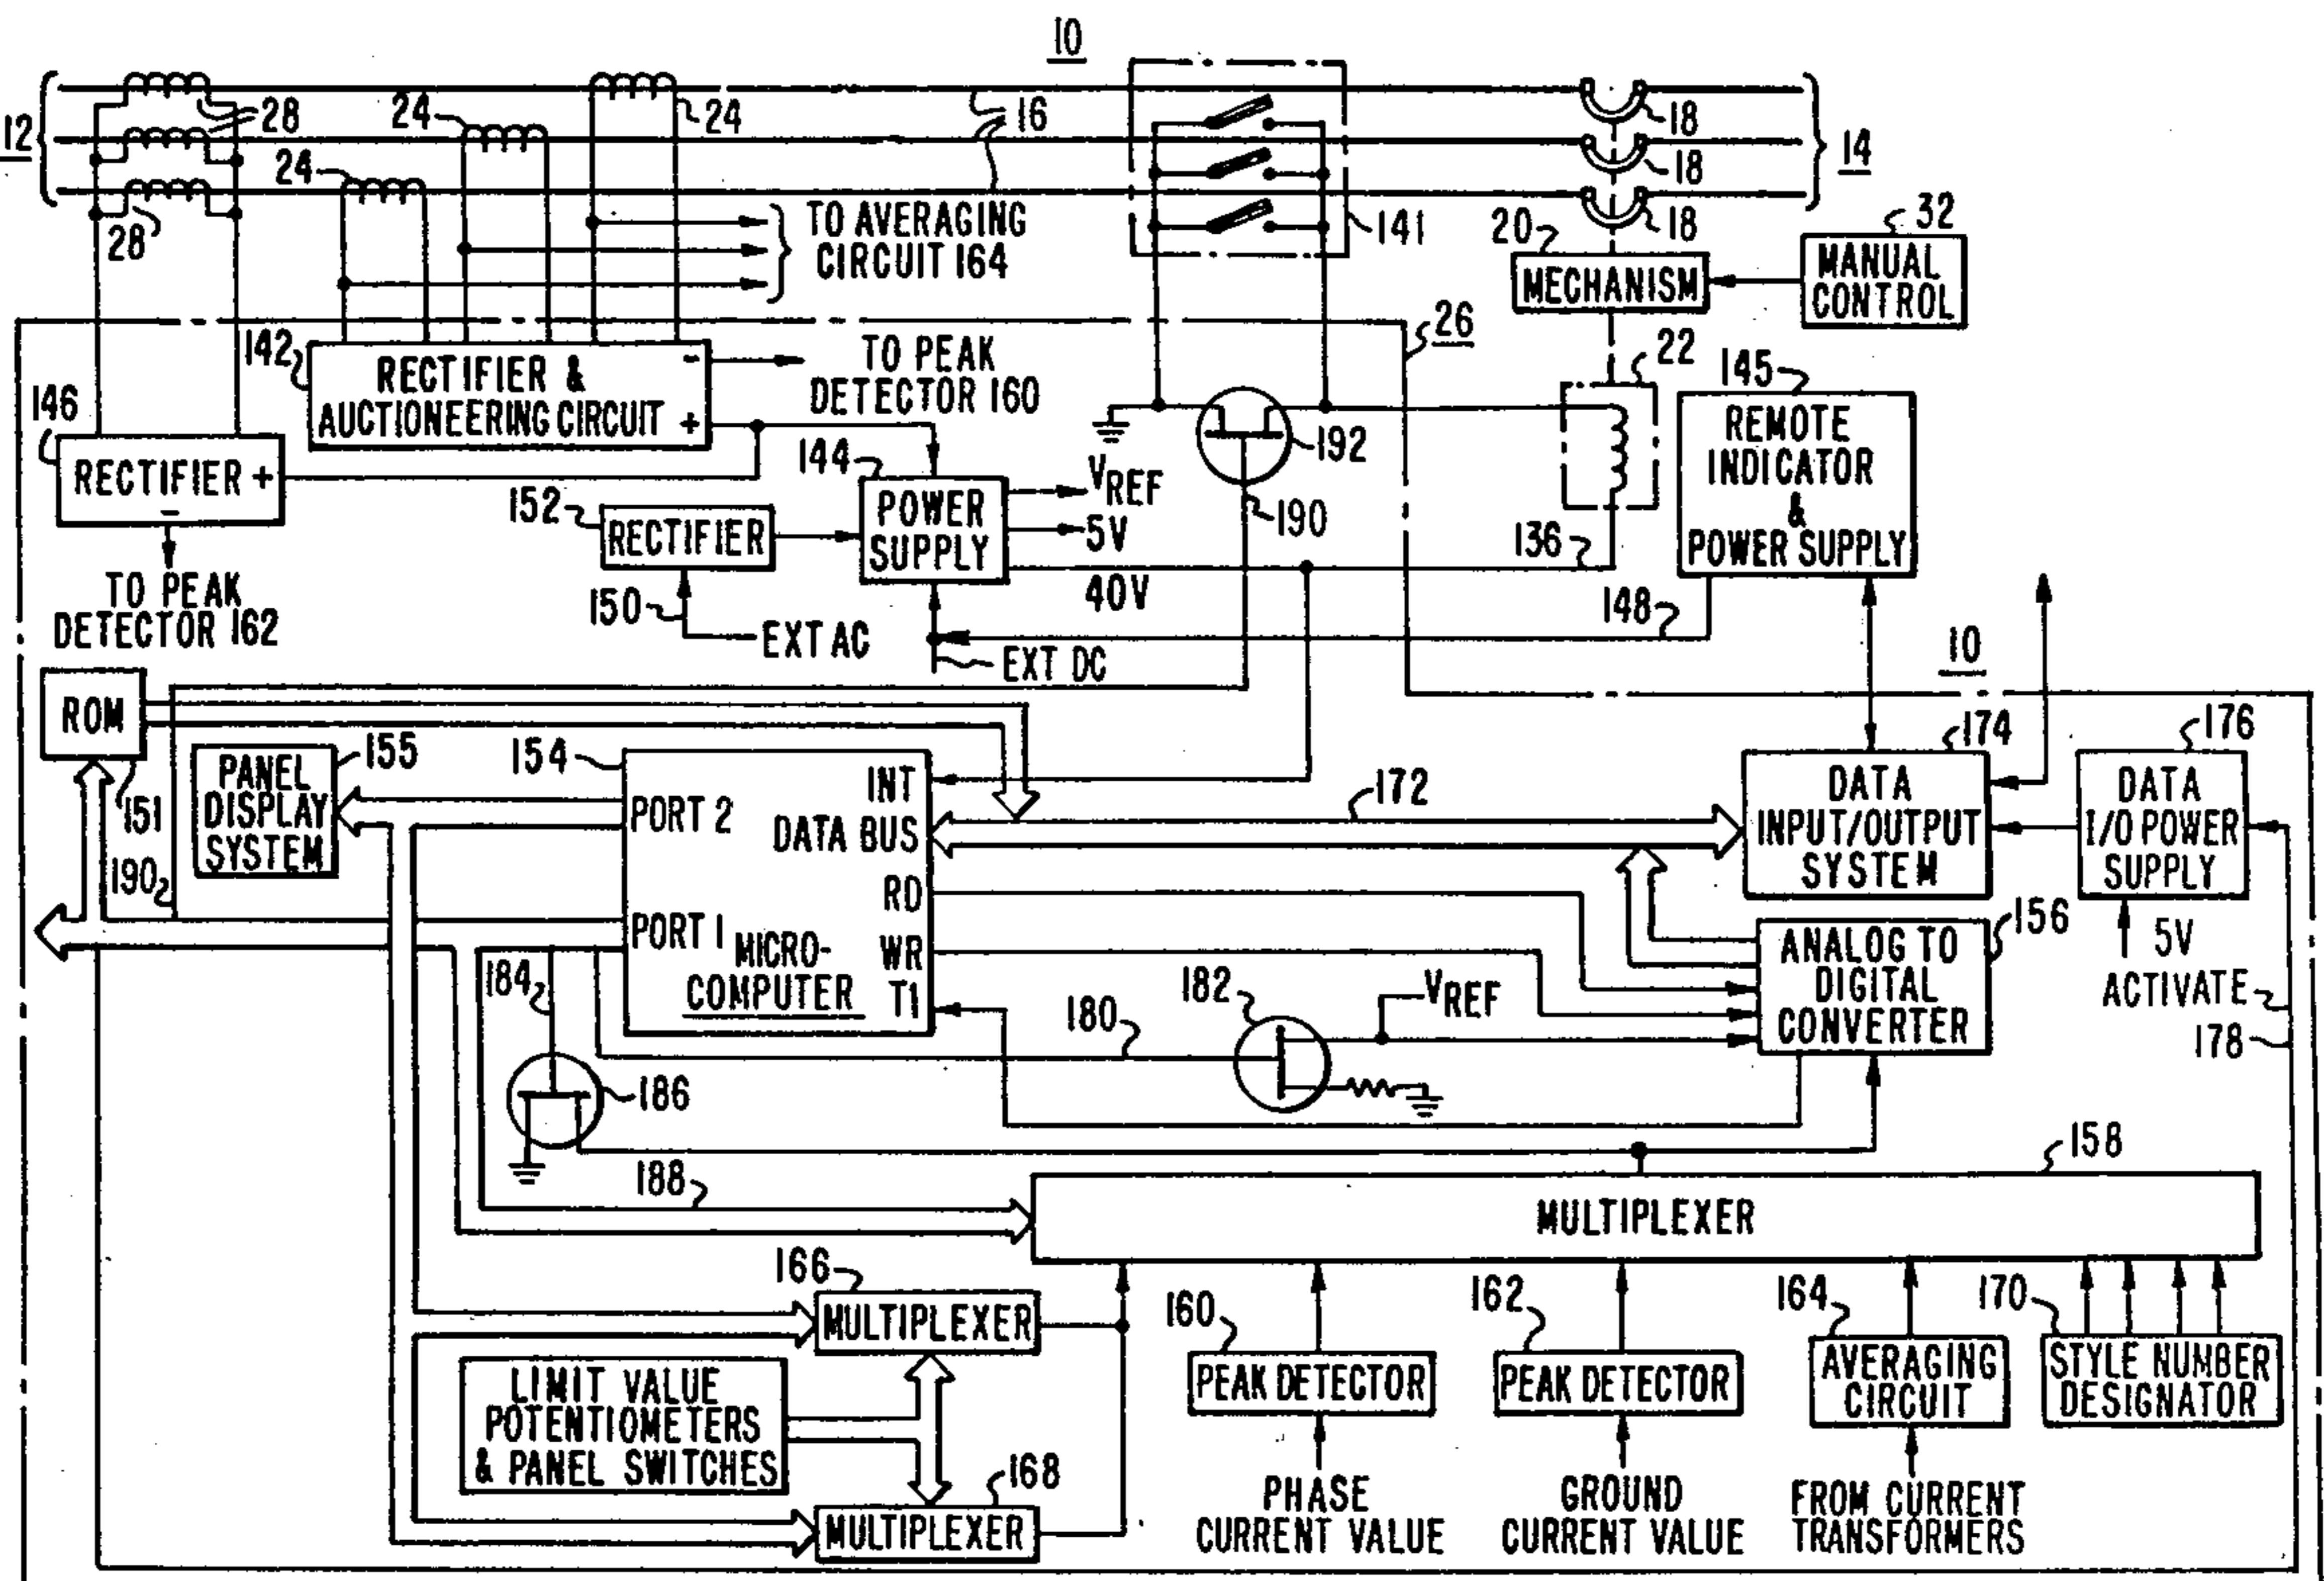 10
12
28
24
24
16
18
24
18
14
28
TO AVERAGING
CIRCUIT 164
141
20
18
32
MECHANISM
MANUAL
CONTROL
142
RECTIFIER &
AUCTIONEERING CIRCUIT
-
+
TO PEAK
DETECTOR 160
26
22
145
REMOTE
INDICATOR
&
POWER SUPPLY
146
RECTIFIER +
-
TO PEAK
DETECTOR 162
144
POWER
SUPPLY
VREF
5V
40V
192
190
136
152
RECTIFIER
150
EXT AC
EXT DC
148
10
ROM
151
190
PANEL
DISPLAY
SYSTEM
155
154
INT
PORT 2
DATA BUS
RD
PORT 1
MICRO-
COMPUTER
WR
T1
172
174
DATA
INPUT/OUTPUT
SYSTEM
176
DATA
I/O POWER
SUPPLY
5V
ACTIVATE
178
156
ANALOG TO
DIGITAL
CONVERTER
184
186
180
182
VREF
188
158
MULTIPLEXER
166
MULTIPLEXER
LIMIT VALUE
POTENTIOMETERS
& PANEL SWITCHES
168
MULTIPLEXER
160
PEAK DETECTOR
PHASE
CURRENT VALUE
162
PEAK DETECTOR
GROUND
CURRENT VALUE
164
AVERAGING
CIRCUIT
FROM CURRENT
TRANSFORMERS
170
STYLE NUMBER
DESIGNATOR